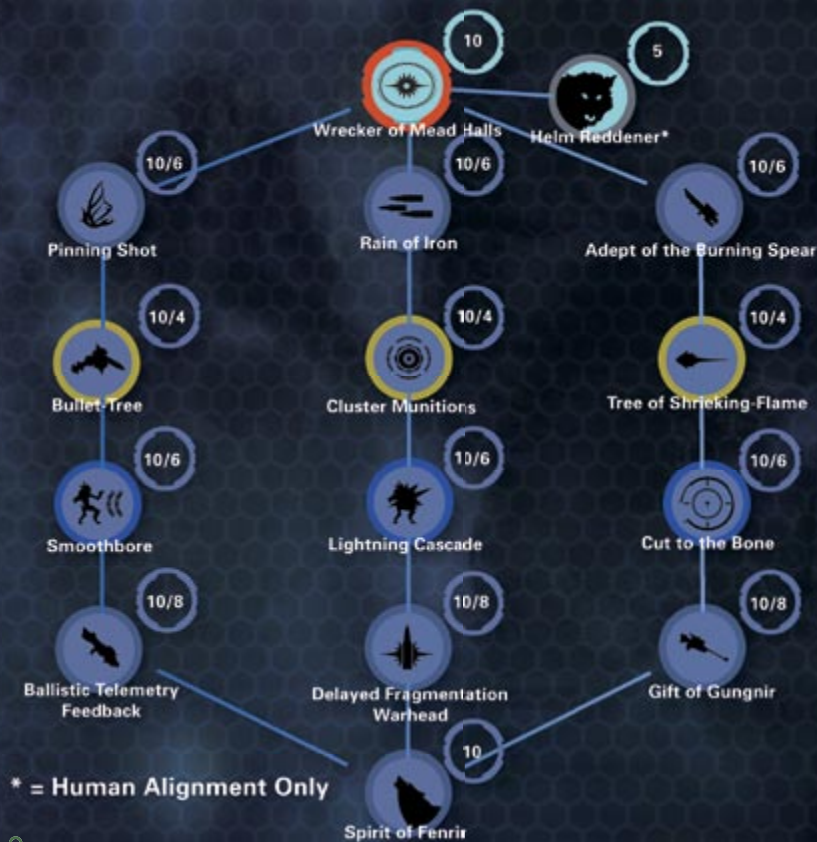 10
5
Wrecker of Mead Halls
Helm Reddener*
10/6
10/6
10/6
Pinning Shot
Rain of Iron
Adept of the Burning Spear
10/4
10/4
10/4
Bullet-Tree
Cluster Munitions
Tree of Shrieking-Flame
10/6
10/6
10/6
Smoothbore
Lightning Cascade
Cut to the Bone
10/8
10/8
10/8
Ballistic Telemetry
Feedback
Delayed Fragmentation
Warhead
Gift of Gungnir
10
* = Human Alignment Only
Spirit of Fenrir